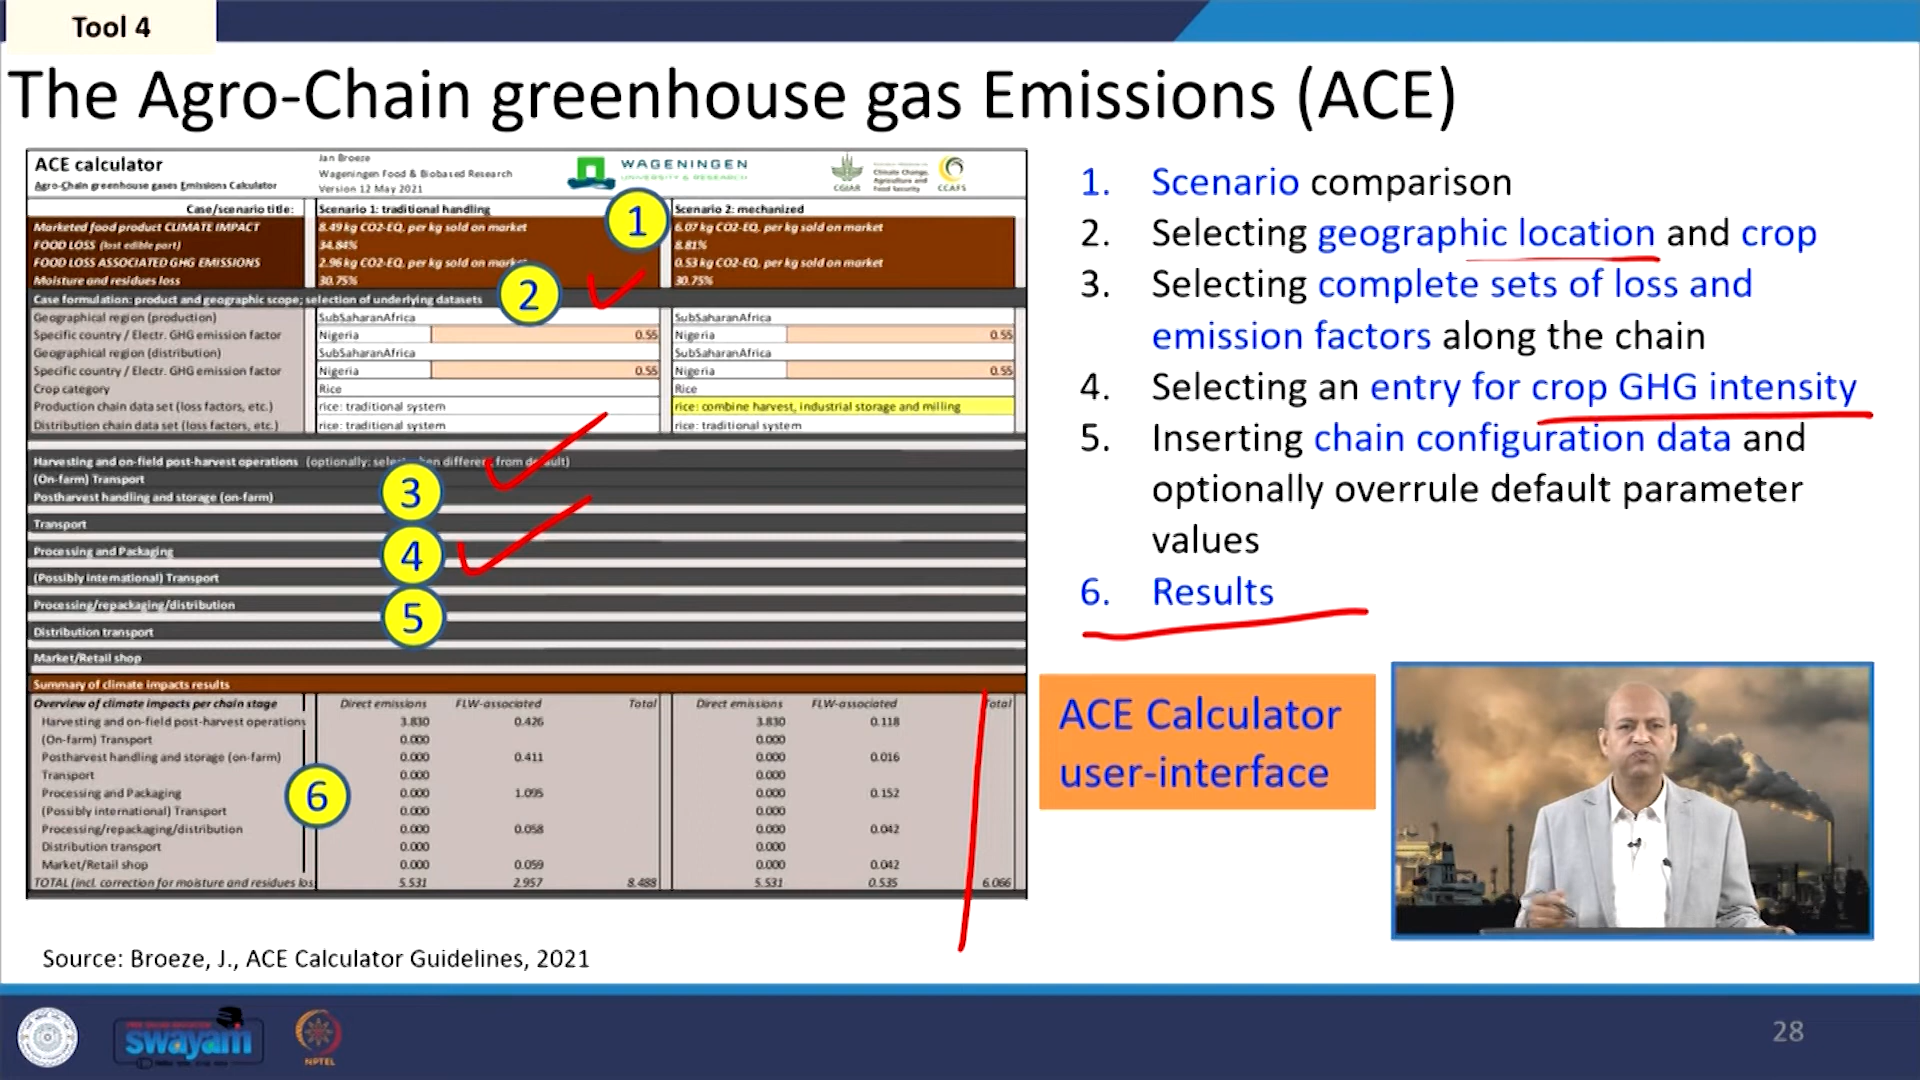 Tool 4
The Agro-Chain greenhouse gas Emissions (ACE)
ACE calculator
Agro-Chain greenhouse gases Emissions Calculator
Jan Broeze
Wageningen Food & Biobased Research
Version 12 May 2021
WAGENINGEN
UNIVERSITY & RESEARCH
CGIAR
Climate Change,
Agriculture and
Food Security
CCAFS
Case/scenario title: Scenario 1: traditional handling Scenario 2: mechanized
Marketed food product CLIMATE IMPACT 8.49 kg CO2-EQ. per kg sold on market 6.07 kg CO2-EQ. per kg sold on market
FOOD LOSS (lost edible part) 34.84% 8.81%
FOOD LOSS ASSOCIATED GHG EMISSIONS 2.96 kg CO2-EQ. per kg sold on market 0.53 kg CO2-EQ. per kg sold on market
Moisture and residues loss 30.75% 30.75%
Case formulation: product and geographic scope; selection of underlying datasets
Geographical region (production) SubSaharanAfrica SubSaharanAfrica
Specific country / Electr. GHG emission factor Nigeria 0.55 Nigeria 0.55
Geographical region (distribution) SubSaharanAfrica SubSaharanAfrica
Specific country / Electr. GHG emission factor Nigeria 0.55 Nigeria 0.55
Crop category Rice Rice
Production chain data set (loss factors, etc.) rice: traditional system rice: combine harvest, industrial storage and milling
Distribution chain data set (loss factors, etc.) rice: traditional system rice: traditional system
Harvesting and on-field post-harvest operations (optionally: from default)
(On-farm) Transport
Postharvest handling and storage (on-farm)
Transport
Processing and Packaging
(Possibly international) Transport
Processing/repackaging/distribution
Distribution transport
Market/Retail shop
Summary of climate impacts results
Overview of climate impacts per chain stage Direct emissions FLW-associated Total Direct emissions FLW-associated Total
Harvesting and on-field post-harvest operations 3.830 0.426 3.830 0.118
(On-farm) Transport 0.000 0.000
Postharvest handling and storage (on-farm) 0.000 0.411 0.000 0.016
Transport 0.000 0.000
Processing and Packaging 0.000 1.095 0.000 0.152
(Possibly international) Transport 0.000 0.000
Processing/repackaging/distribution 0.000 0.058 0.000 0.042
Distribution transport 0.000 0.000
Market/Retail shop 0.000 0.059 0.000 0.042
TOTAL (incl. correction for moisture and residues los 5.531 2.957 8.488 5.531 0.535 6.066
1
2
3
4
5
6
1. Scenario comparison
2. Selecting geographic location and crop
3. Selecting complete sets of loss and
emission factors along the chain
4. Selecting an entry for crop GHG intensity
5. Inserting chain configuration data and
optionally overrule default parameter
values
6. Results
ACE Calculator
user-interface
Source: Broeze, J., ACE Calculator Guidelines, 2021
swayam
NPTEL
28